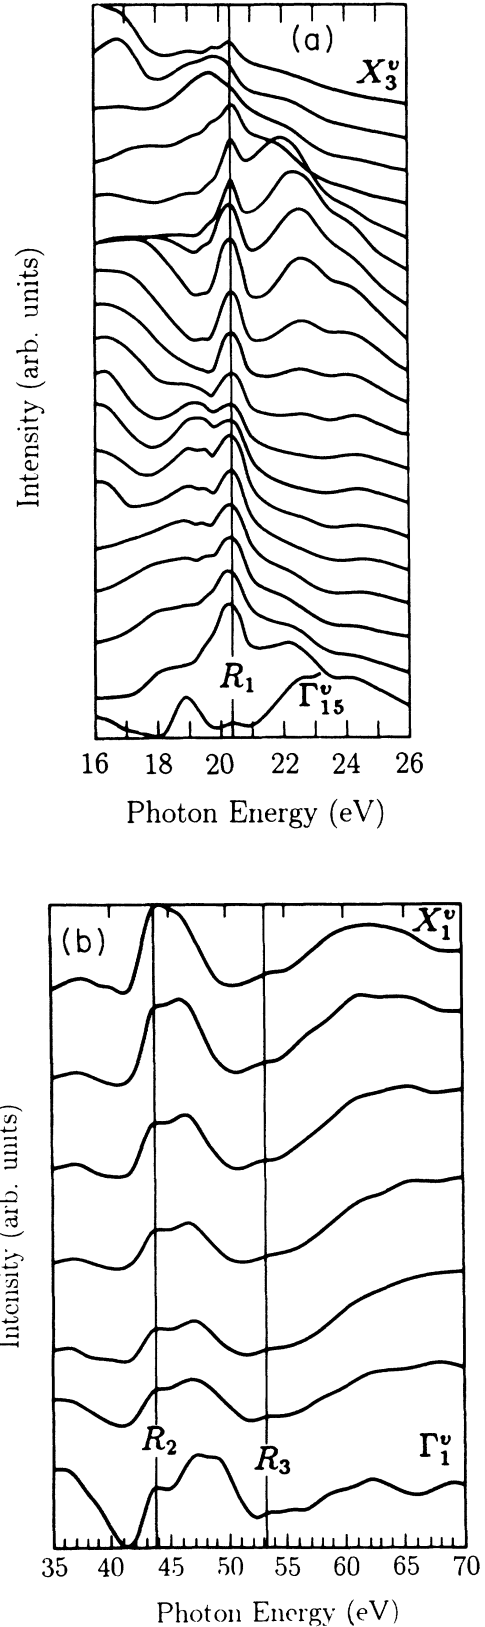 (a)
X₃ᵛ
Intensity (arb. units)
R₁
Γ₁₅ᵛ
16 18 20 22 24 26
Photon Energy (eV)
(b)
X₁ᵛ
Intensity (arb. units)
R₂
R₃
Γ₁ᵛ
35 40 45 50 55 60 65 70
Photon Energy (eV)